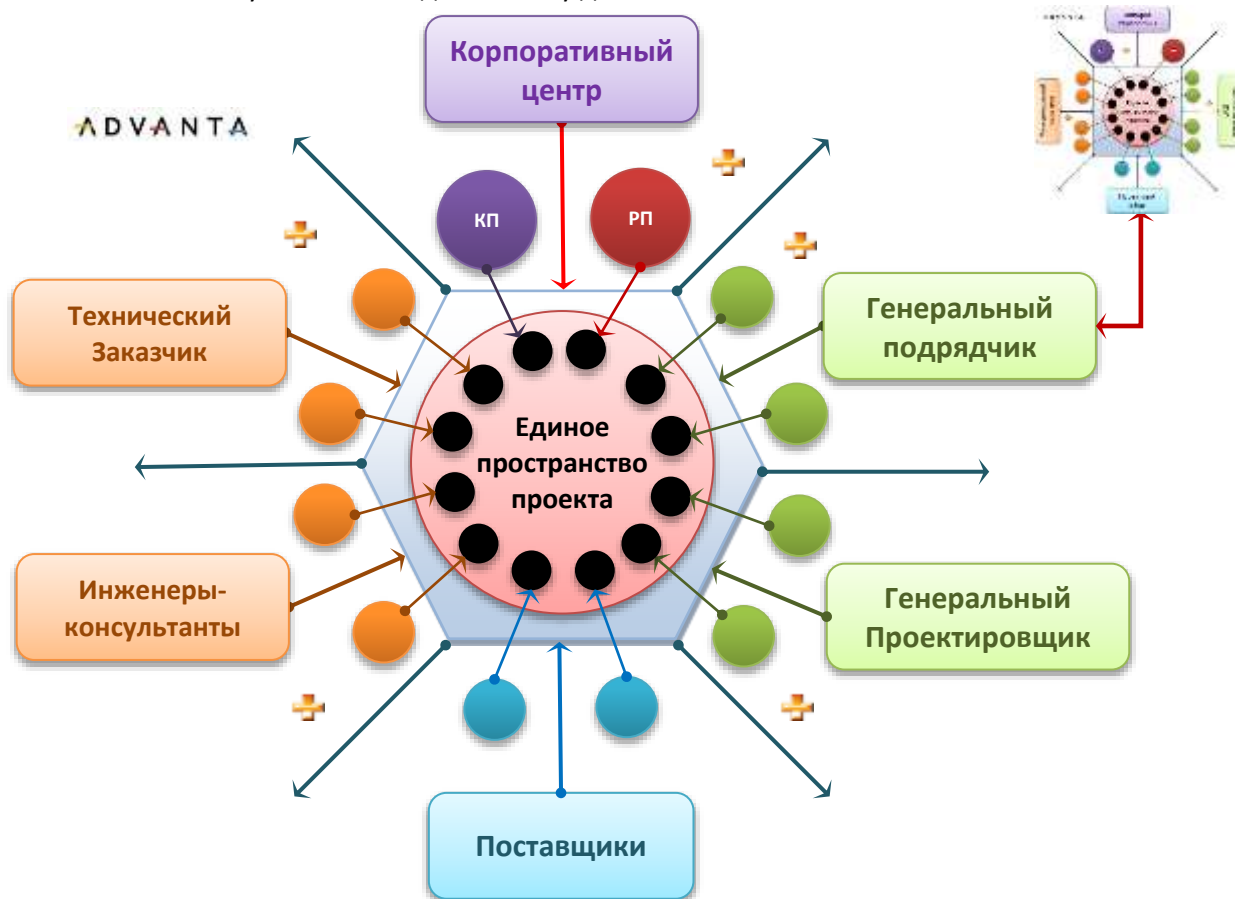 Корпоративный
центр
ADVANTA
КП
РП
Технический
Заказчик
Генеральный
подрядчик
Единое
пространство
проекта
Инженеры-
консультанты
Генеральный
Проектировщик
Поставщики